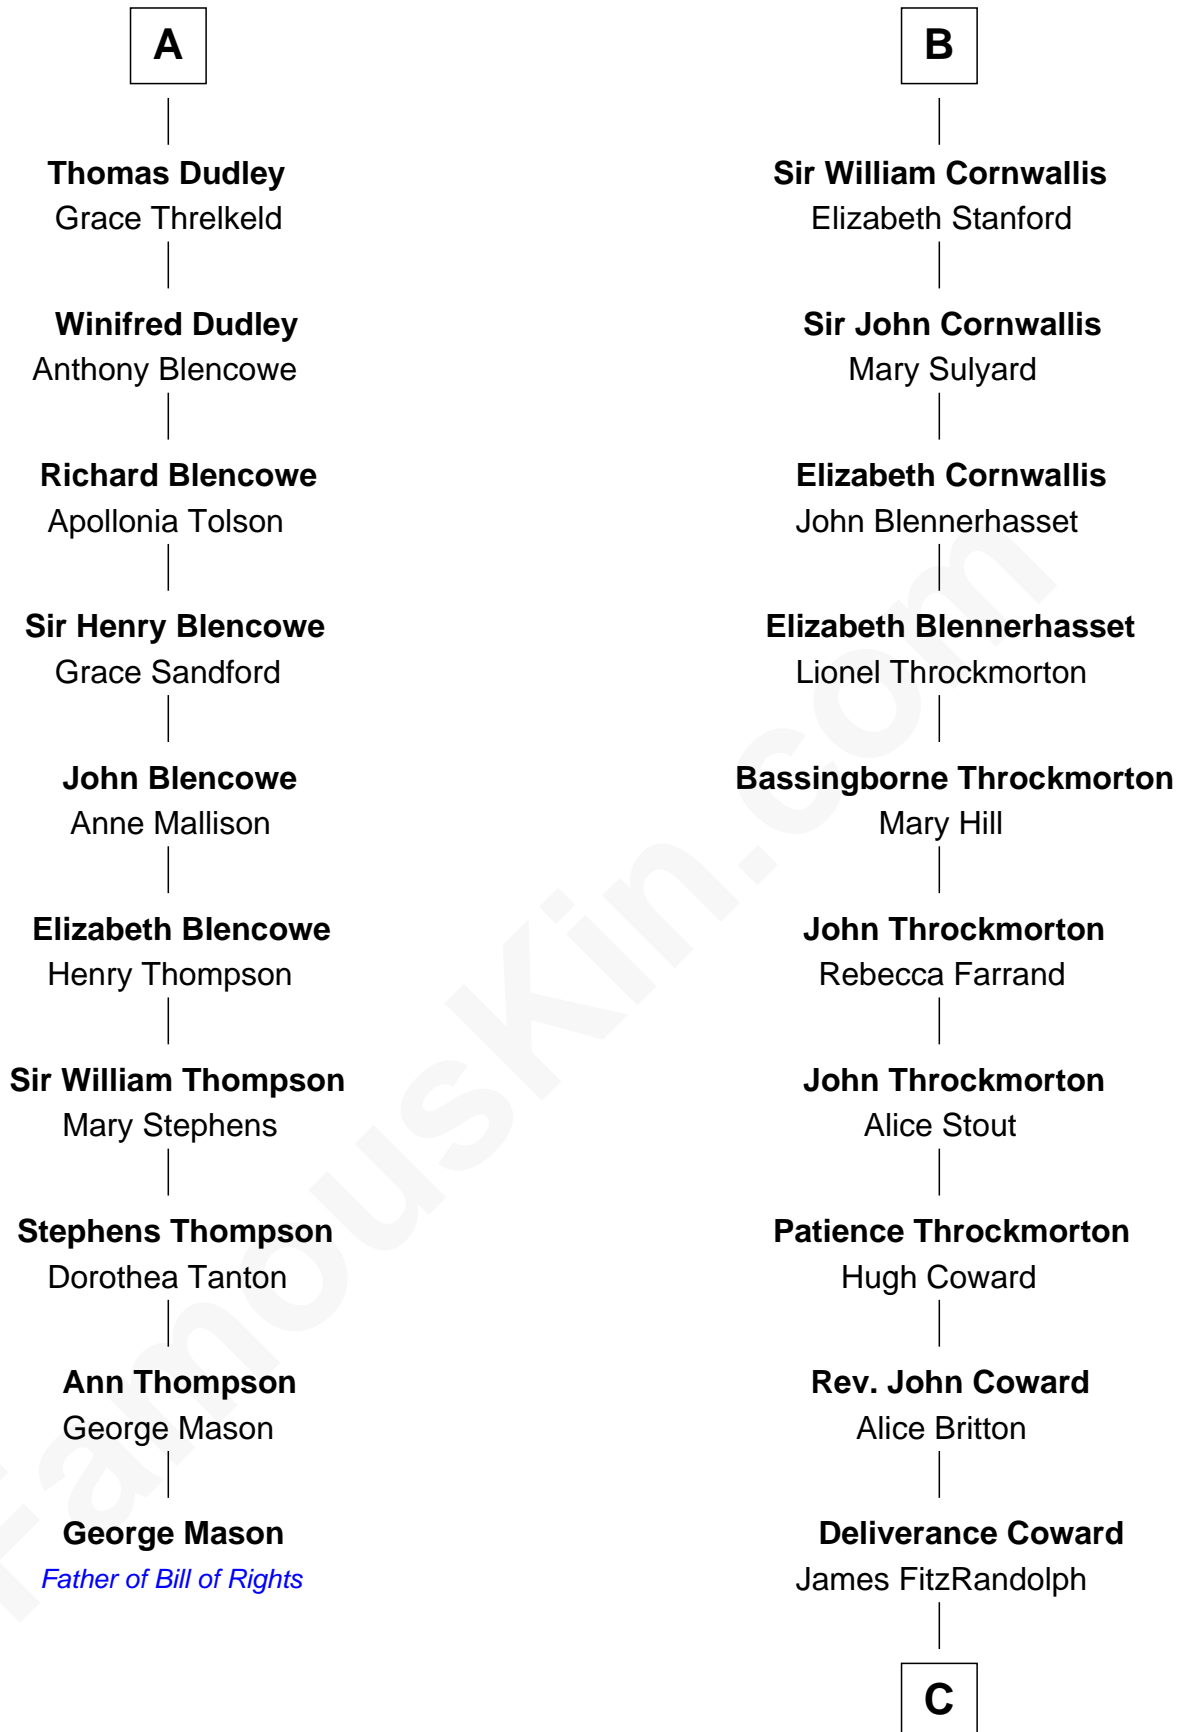 A
Thomas Dudley
Grace Threlkeld
Winifred Dudley
Anthony Blencowe
Richard Blencowe
Apollonia Tolson
Sir Henry Blencowe
Grace Sandford
John Blencowe
Anne Mallison
Elizabeth Blencowe
Henry Thompson
Sir William Thompson
Mary Stephens
Stephens Thompson
Dorothea Tanton
Ann Thompson
George Mason
George Mason
Father of Bill of Rights
B
Sir William Cornwallis
Elizabeth Stanford
Sir John Cornwallis
Mary Sulyard
Elizabeth Cornwallis
John Blennerhasset
Elizabeth Blennerhasset
Lionel Throckmorton
Bassingborne Throckmorton
Mary Hill
John Throckmorton
Rebecca Farrand
John Throckmorton
Alice Stout
Patience Throckmorton
Hugh Coward
Rev. John Coward
Alice Britton
Deliverance Coward
James FitzRandolph
C
FamousKin.com